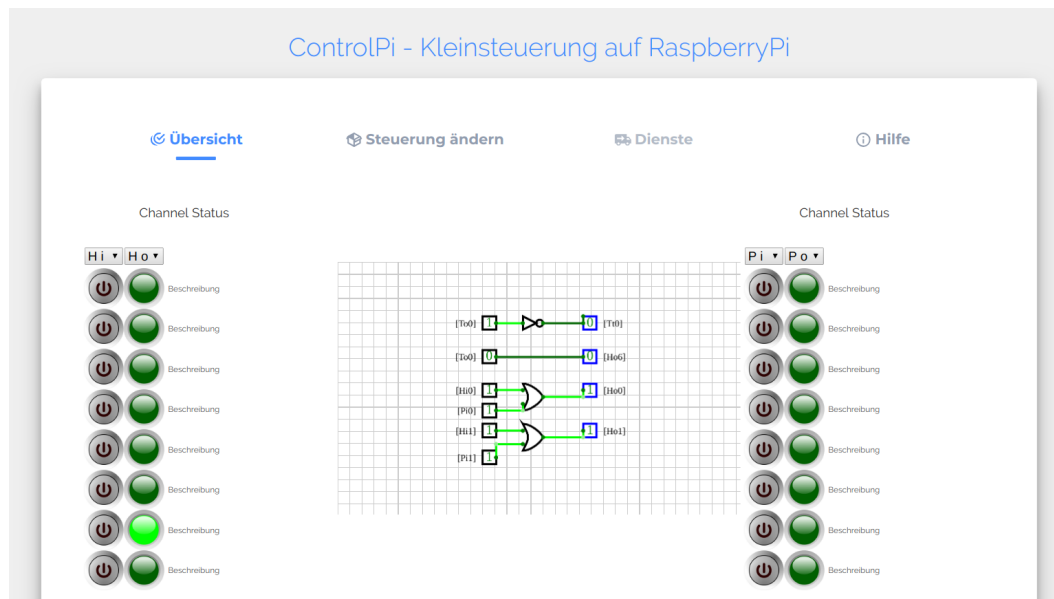 ControlPi - Kleinsteuerung auf RaspberryPi
Übersicht
Steuerung ändern
Dienste
Hilfe
Channel Status
Hi Ho
Beschreibung
Beschreibung
Beschreibung
Beschreibung
Beschreibung
Beschreibung
Beschreibung
Beschreibung
[To0] 1 0 [Tt0]
[To0] 0 0 [Ho6]
[Hi0] 1 1 [Ho0]
[Pi0] 1
[Hi1] 1 1 [Ho1]
[Pi1] 1
Channel Status
Pi Po
Beschreibung
Beschreibung
Beschreibung
Beschreibung
Beschreibung
Beschreibung
Beschreibung
Beschreibung